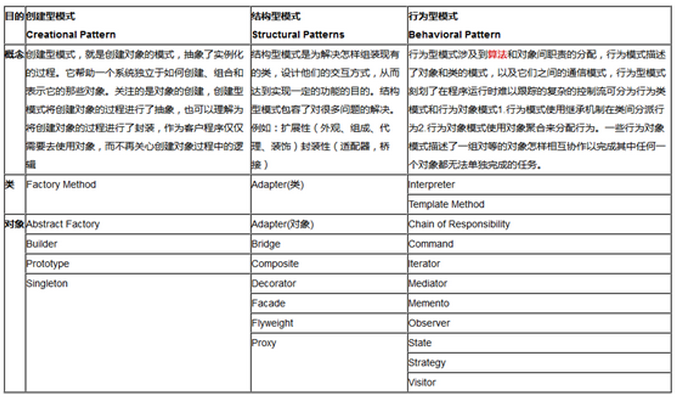 目的
创建型模式
Creational Pattern
结构型模式
Structural Patterns
行为型模式
Behavioral Pattern
概念
创建型模式，就是创建对象的模式，抽象了实例化
的过程。它帮助一个系统独立于如何创建、组合和
表示它的那些对象。关注的是对象的创建，创建型
模式将创建对象的过程进行了抽象，也可以理解为
将创建对象的过程进行了封装，作为客户程序仅仅
需要去使用对象，而不再关心创建对象过程中的逻
辑
结构型模式是为解决怎样组装现有
的类，设计他们的交互方式，从而
达到实现一定的功能的目的。结构
型模式包容了对很多问题的解决。
例如：扩展性（外观、组成、代
理、装饰）封装性（适配器，桥
接）
行为型模式涉及到算法和对象间职责的分配，行为模式描述
了对象和类的模式，以及它们之间的通信模式，行为型模式
刻划了在程序运行时难以跟踪的复杂的控制流可分为行为类
模式和行为对象模式1.行为模式使用继承机制在类间分派行
为2.行为对象模式使用对象聚合来分配行为。一些行为对象
模式描述了一组对等的对象怎样相互协作以完成其中任何一
个对象都无法单独完成的任务。
类
Factory Method
Adapter(类)
Interpreter
Template Method
对象
Abstract Factory
Adapter(对象)
Chain of Responsibility
Builder
Bridge
Command
Prototype
Composite
Iterator
Singleton
Decorator
Mediator
Facade
Memento
Flyweight
Observer
Proxy
State
Strategy
Visitor